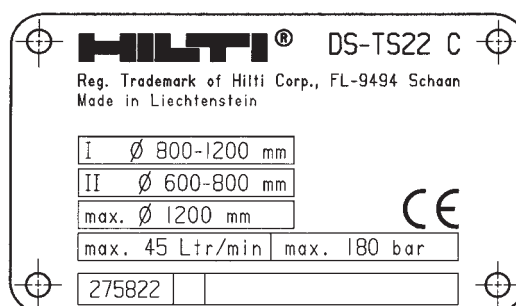 HILTI® DS-TS22 C
Reg. Trademark of Hilti Corp., FL-9494 Schaan
Made in Liechtenstein
I Ø 800-1200 mm
II Ø 600-800 mm
max. Ø 1200 mm
CE
max. 45 Ltr/min max. 180 bar
275822